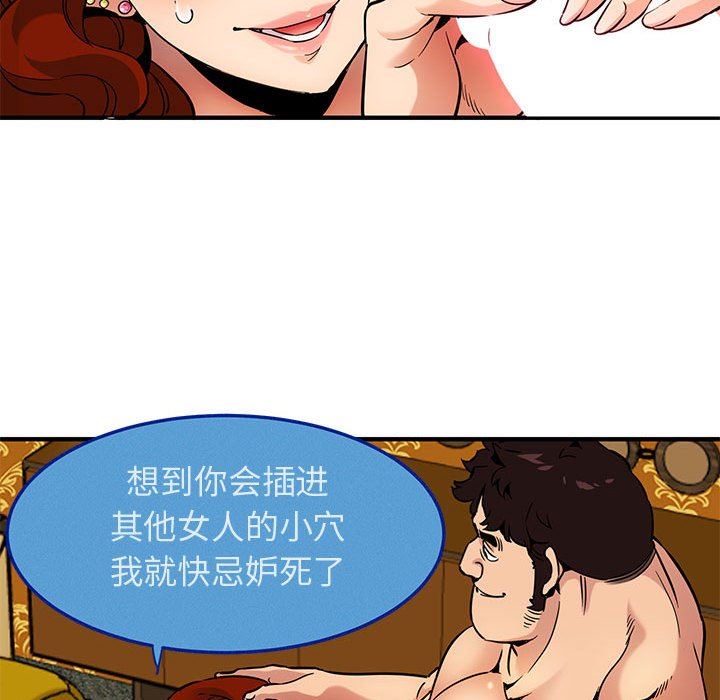 想到你会插进
其他女人的小穴
我就快忌妒死了